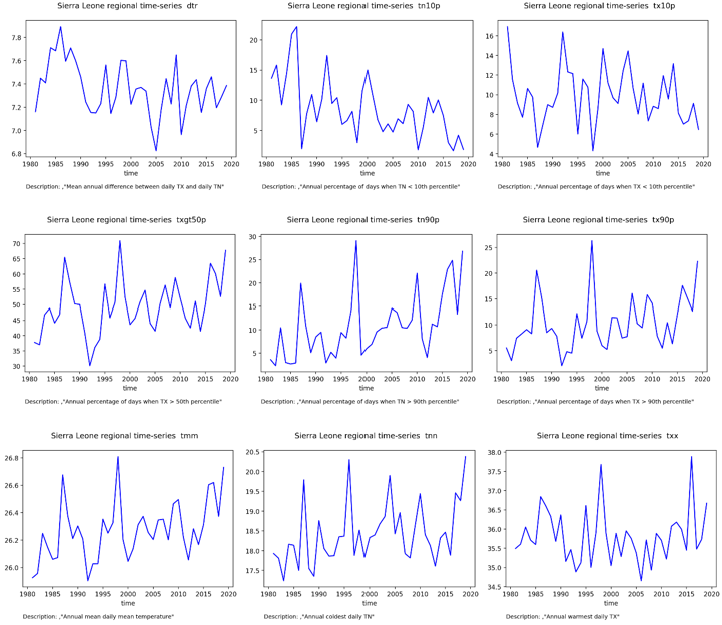 Sierra Leone regional time-series dtr
Sierra Leone regional time-series tn10p
Sierra Leone regional time-series tx10p
7.8
7.6
7.4
7.2
7.0
6.8
20
15
10
5
16
14
12
10
8
6
4
1980 1985 1990 1995 2000 2005 2010 2015 2020
1980 1985 1990 1995 2000 2005 2010 2015 2020
1980 1985 1990 1995 2000 2005 2010 2015 2020
time
time
time
Description: ,"Mean annual difference between daily TX and daily TN"
Description: ,"Annual percentage of days when TN < 10th percentile"
Description: ,"Annual percentage of days when TX < 10th percentile"
Sierra Leone regional time-series txgt50p
Sierra Leone regional time-series tn90p
Sierra Leone regional time-series tx90p
70
65
60
55
50
45
40
35
30
30
25
20
15
10
5
25
20
15
10
5
1980 1985 1990 1995 2000 2005 2010 2015 2020
1980 1985 1990 1995 2000 2005 2010 2015 2020
1980 1985 1990 1995 2000 2005 2010 2015 2020
time
time
time
Description: ,"Annual percentage of days when TX > 50th percentile"
Description: ,"Annual percentage of days when TN > 90th percentile"
Description: ,"Annual percentage of days when TX > 90th percentile"
Sierra Leone regional time-series tmm
Sierra Leone regional time-series tnn
Sierra Leone regional time-series txx
26.8
26.6
26.4
26.2
26.0
20.5
20.0
19.5
19.0
18.5
18.0
17.5
38.0
37.5
37.0
36.5
36.0
35.5
35.0
34.5
1980 1985 1990 1995 2000 2005 2010 2015 2020
1980 1985 1990 1995 2000 2005 2010 2015 2020
1980 1985 1990 1995 2000 2005 2010 2015 2020
time
time
time
Description: ,"Annual mean daily mean temperature"
Description: ,"Annual coldest daily TN"
Description: ,"Annual warmest daily TX"